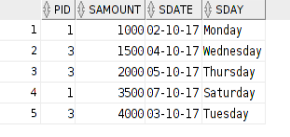 PID SAMOUNT SDATE SDAY
1 1 1000 02-10-17 Monday
2 3 1500 04-10-17 Wednesday
3 3 2000 05-10-17 Thursday
4 1 3500 07-10-17 Saturday
5 3 4000 03-10-17 Tuesday